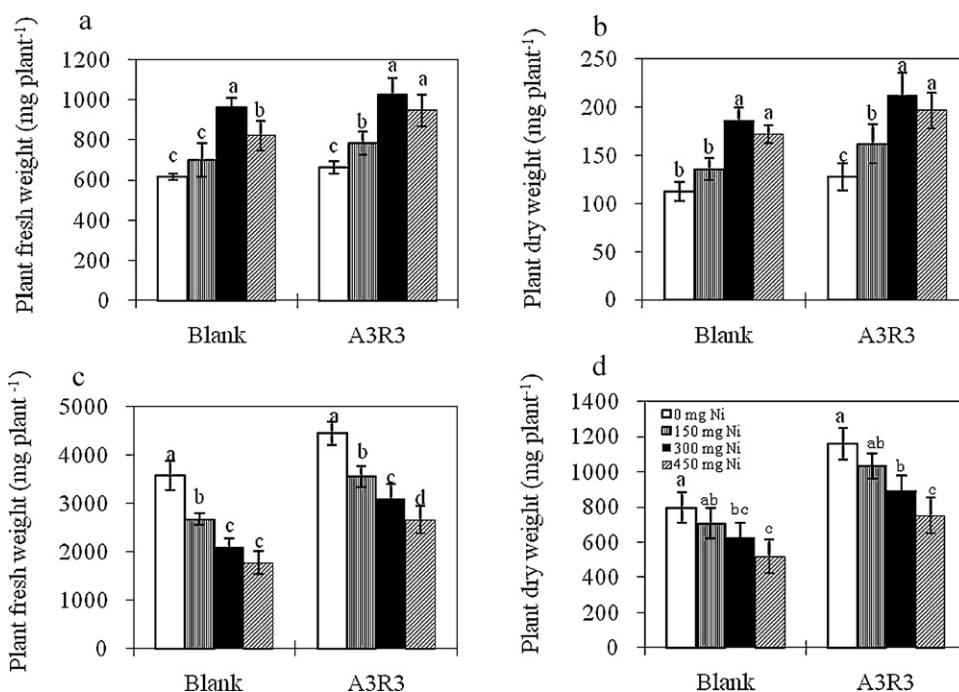 a
Plant fresh weight (mg plant⁻¹)
1200
1000
800
600
400
200
0
c c a b
c b a a
Blank A3R3
b
Plant dry weight (mg plant⁻¹)
250
200
150
100
50
0
b b a a
c b a a
Blank A3R3
c
Plant fresh weight (mg plant⁻¹)
5000
4000
3000
2000
1000
0
a b c c
a b c d
Blank A3R3
d
Plant dry weight (mg plant⁻¹)
1400
1200
1000
800
600
400
200
0
0 mg Ni
150 mg Ni
300 mg Ni
450 mg Ni
a ab bc c
a ab b c
Blank A3R3